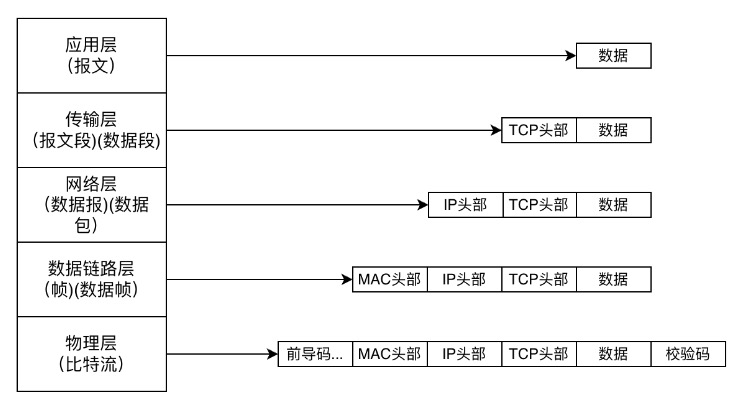 应用层
（报文）
数据
传输层
（报文段）(数据段)
TCP头部
数据
网络层
（数据报）(数据
包）
IP头部
TCP头部
数据
数据链路层
（帧）(数据帧)
MAC头部
IP头部
TCP头部
数据
物理层
（比特流）
前导码...
MAC头部
IP头部
TCP头部
数据
校验码